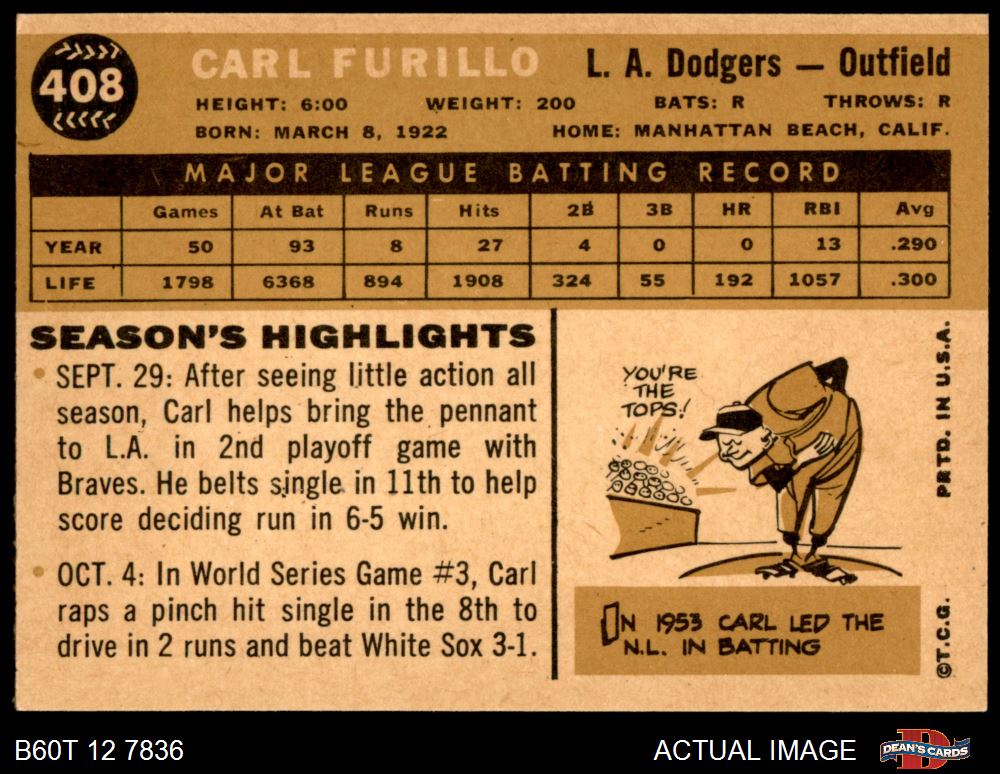 408
CARL FURILLO
L. A. Dodgers — Outfield
HEIGHT: 6:00 WEIGHT: 200 BATS: R THROWS: R
BORN: MARCH 8, 1922 HOME: MANHATTAN BEACH, CALIF.
MAJOR LEAGUE BATTING RECORD
Games At Bat Runs Hits 2B 3B HR RBI Avg
YEAR 50 93 8 27 4 0 0 13 .290
LIFE 1798 6368 894 1908 324 55 192 1057 .300
SEASON'S HIGHLIGHTS
• SEPT. 29: After seeing little action all
season, Carl helps bring the pennant
to L.A. in 2nd playoff game with
Braves. He belts single in 11th to help
score deciding run in 6-5 win.
• OCT. 4: In World Series Game #3, Carl
raps a pinch hit single in the 8th to
drive in 2 runs and beat White Sox 3-1.
YOU'RE
THE
TOPS!
IN 1953 CARL LED THE
N.L. IN BATTING
PRTD. IN U.S.A.
©T.C.G.
B60T 12 7836
ACTUAL IMAGE
DEAN'S CARDS